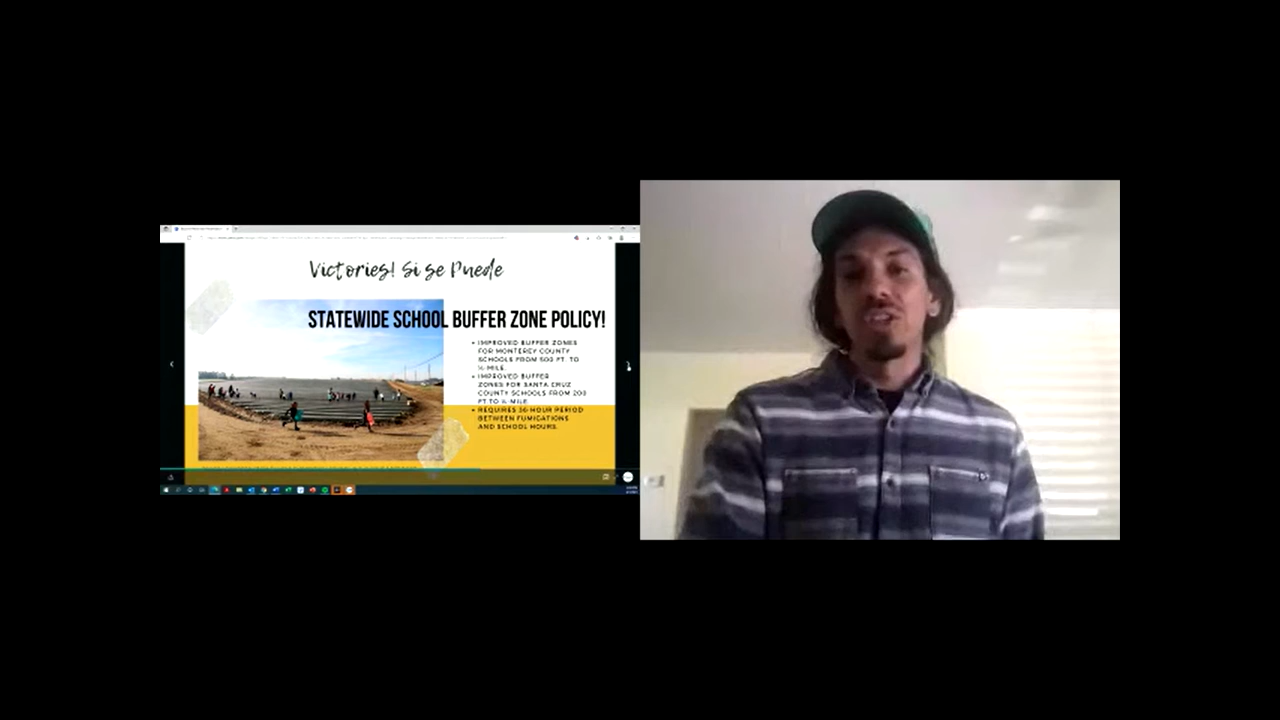 Victories! Si se Puede
STATEWIDE SCHOOL BUFFER ZONE POLICY!
• IMPROVED BUFFER ZONES
FOR MONTEREY COUNTY
SCHOOLS FROM 500 FT. TO
¼ MILE.
• IMPROVED BUFFER
ZONES FOR SANTA CRUZ
COUNTY SCHOOLS FROM 200
FT TO ¼ MILE
• REQUIRES 36 HOUR PERIOD
BETWEEN FUMIGATIONS
AND SCHOOL HOURS.